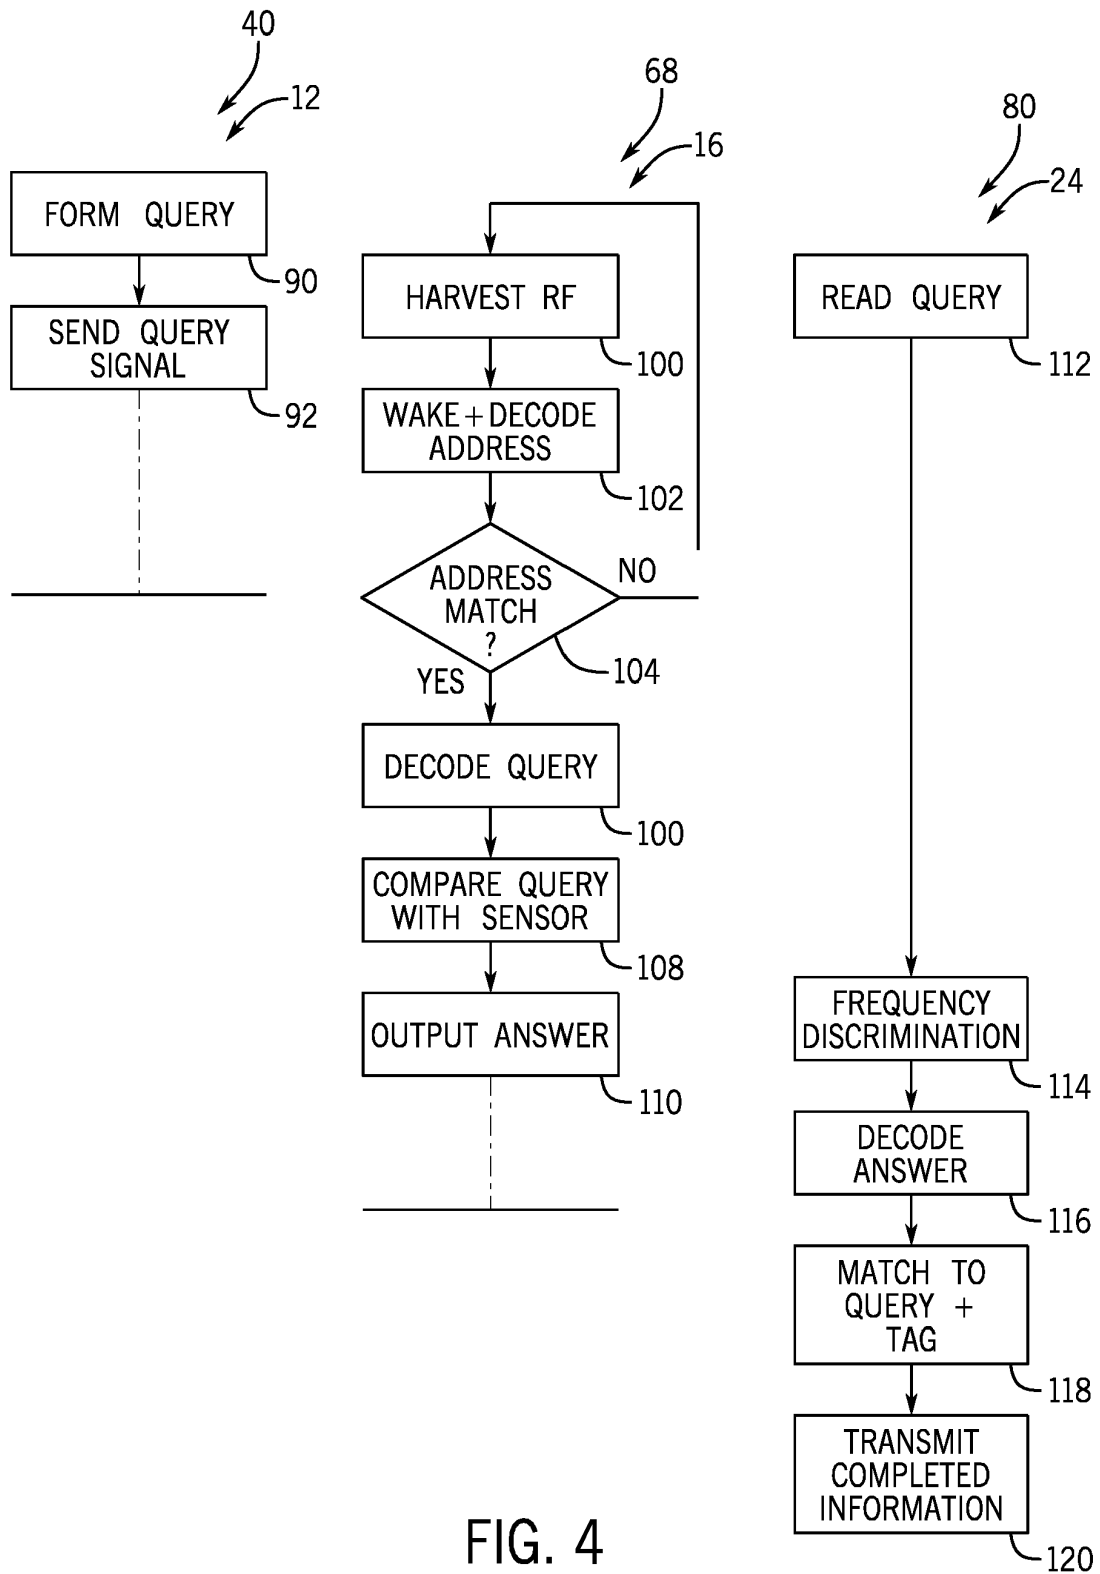 40
12
FORM QUERY
90
SEND QUERY
SIGNAL
92
68
16
HARVEST RF
100
WAKE+DECODE
ADDRESS
102
ADDRESS
MATCH
?
NO
104
YES
DECODE QUERY
100
COMPARE QUERY
WITH SENSOR
108
OUTPUT ANSWER
110
80
24
READ QUERY
112
FREQUENCY
DISCRIMINATION
114
DECODE
ANSWER
116
MATCH TO
QUERY +
TAG
118
TRANSMIT
COMPLETED
INFORMATION
120
FIG. 4